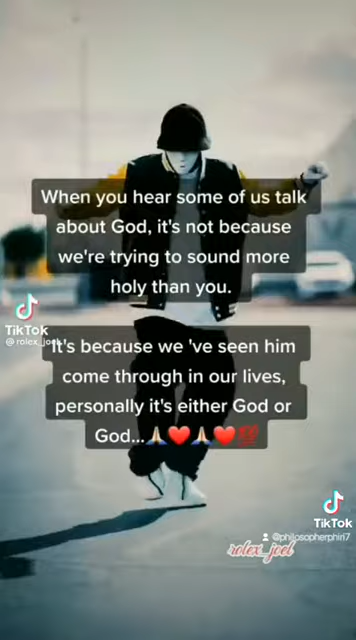 When you hear some of us talk
about God, it's not because
we're trying to sound more
holy than you.
TikTok
@rolex_joel
It's because we 've seen him
come through in our lives,
personally it's either God or
God...🙏🏻❤️🙏🏻❤️💯
TikTok
@philosopherphiri7
rolex_joel